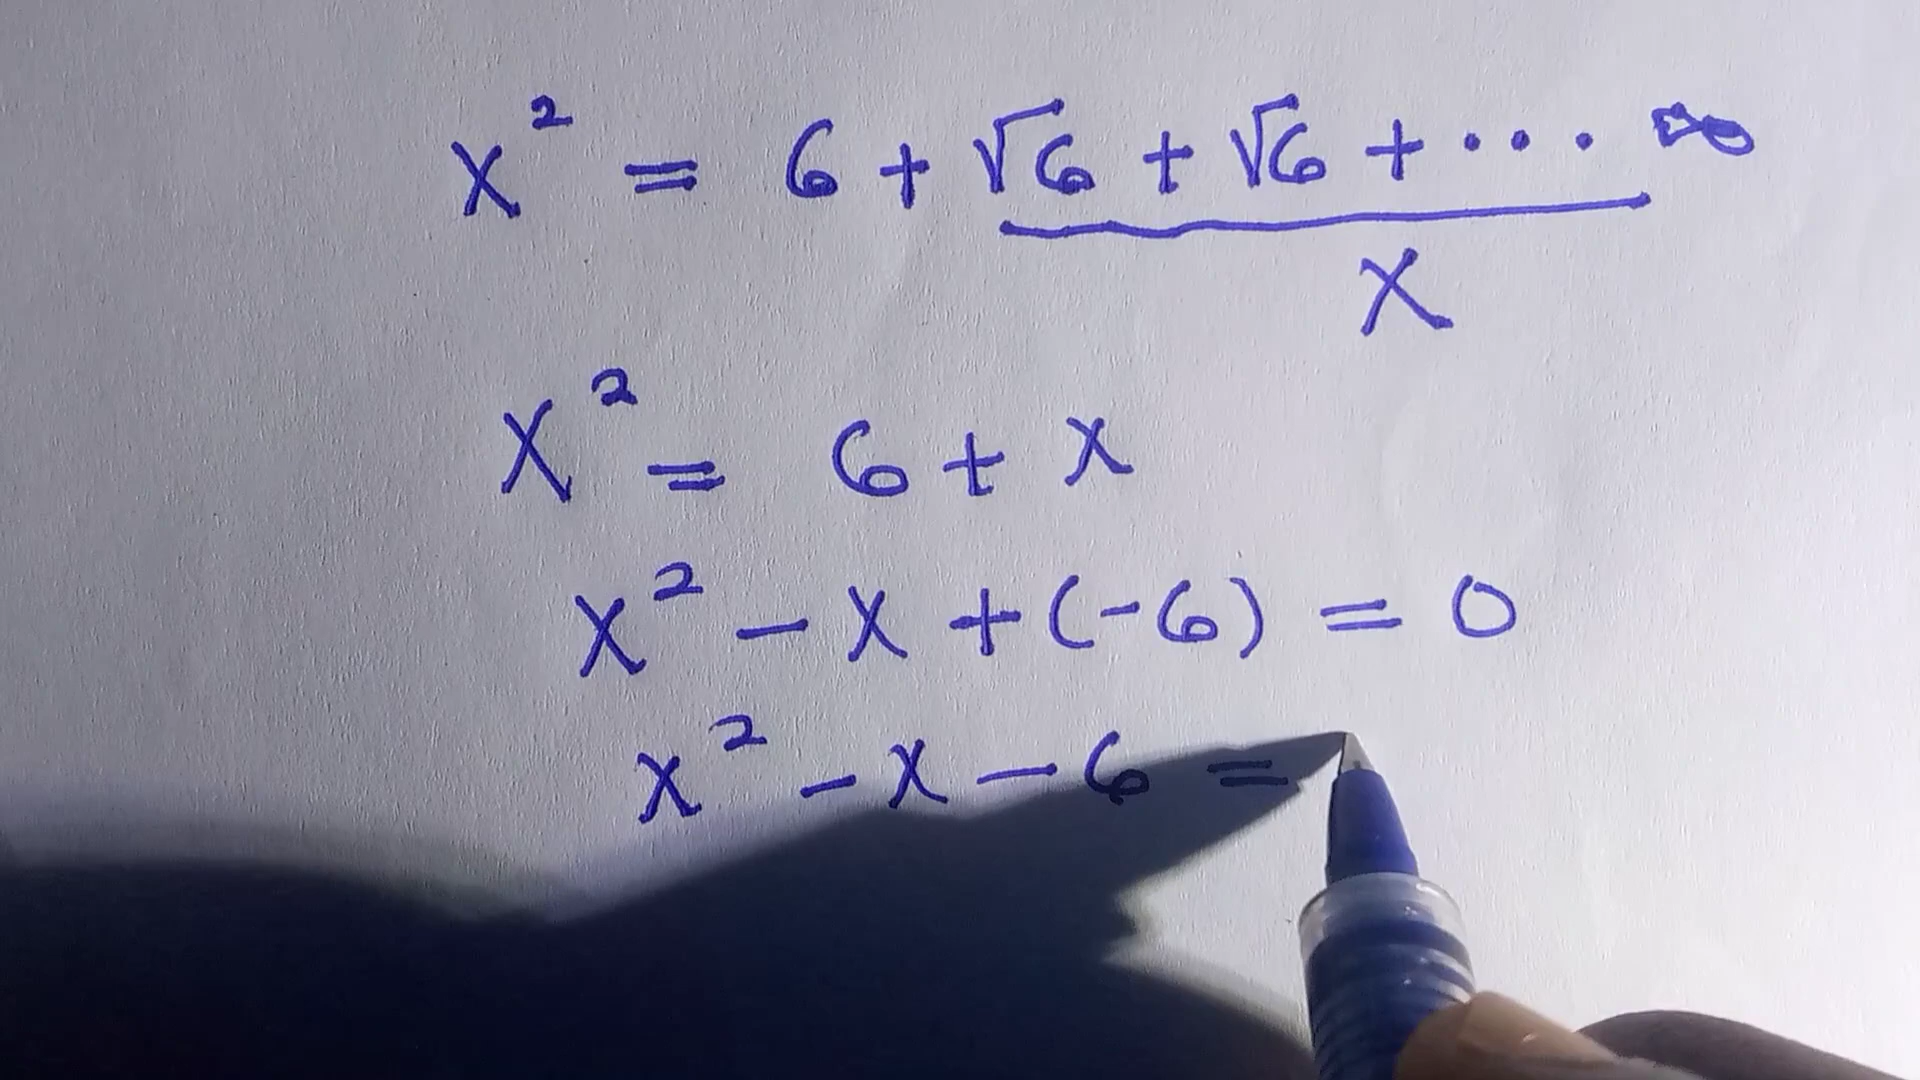 x² = 6 + √6 + √6 + ... ∞
x
x² = 6 + x
x² - x + (-6) = 0
x² - x - 6 =